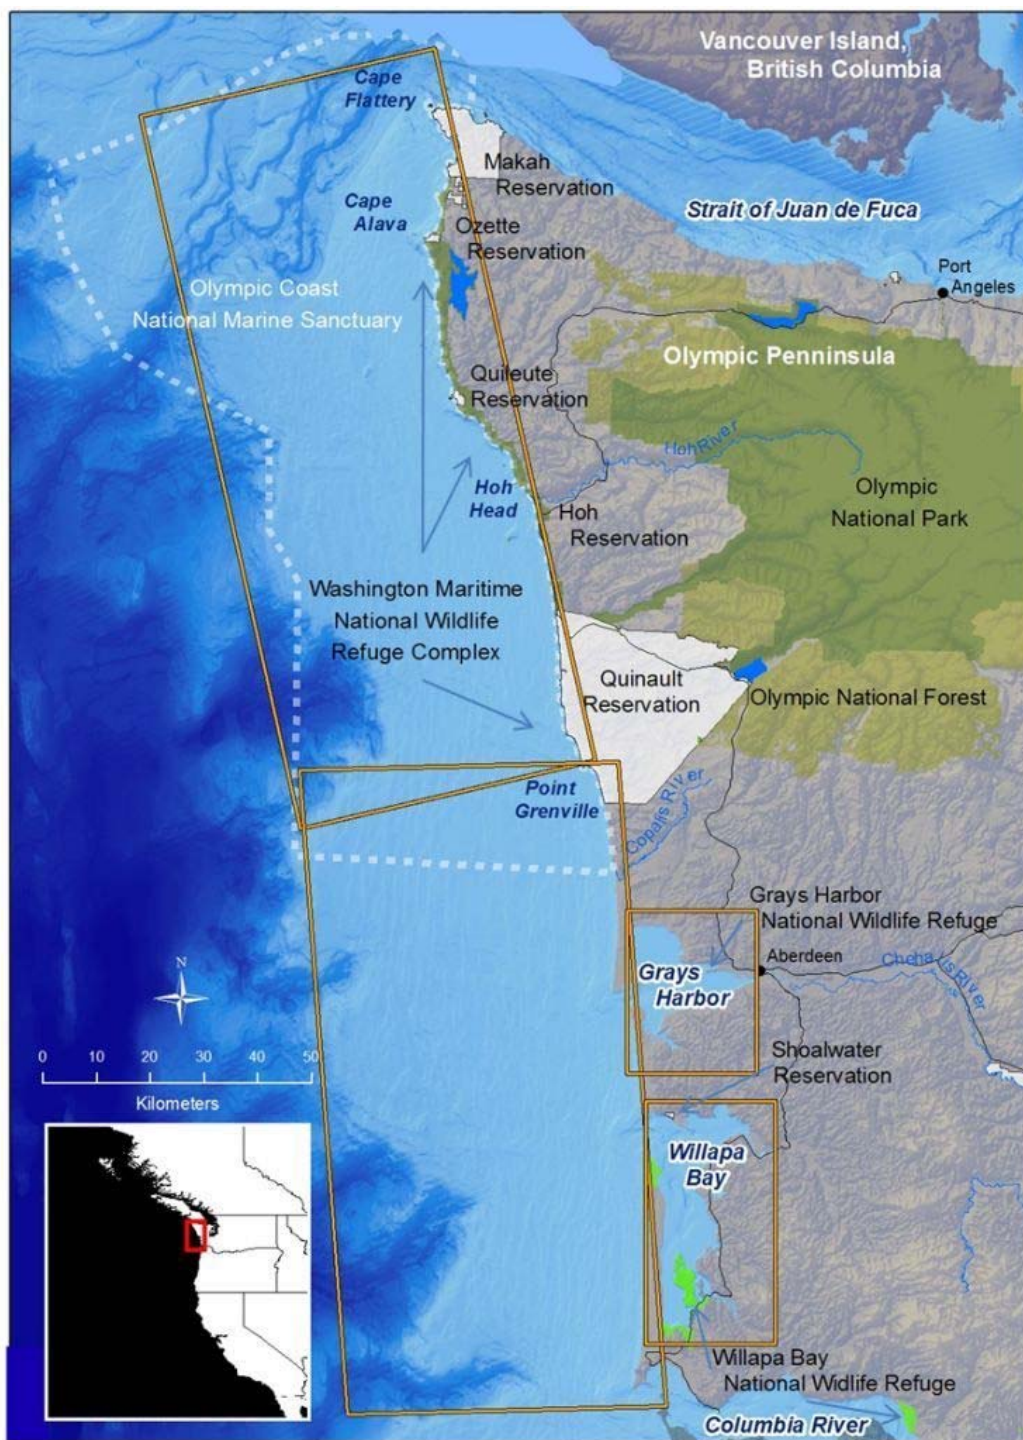 Vancouver Island,
British Columbia
Cape
Flattery
Makah
Reservation
Cape
Alava
Strait of Juan de Fuca
Ozette
Reservation
Port
Angeles
Olympic Coast
National Marine Sanctuary
Olympic Penninsula
Quileute
Reservation
Hoh River
Hoh
Head
Olympic
National Park
Hoh
Reservation
Washington Maritime
National Wildlife
Refuge Complex
Quinault
Reservation
Olympic National Forest
Point
Grenville
Copalis River
Grays Harbor
National Wildlife Refuge
Aberdeen
Chehalis River
Grays
Harbor
N
0 10 20 30 40 50
Kilometers
Shoalwater
Reservation
Willapa
Bay
Willapa Bay
National Widlife Refuge
Columbia River